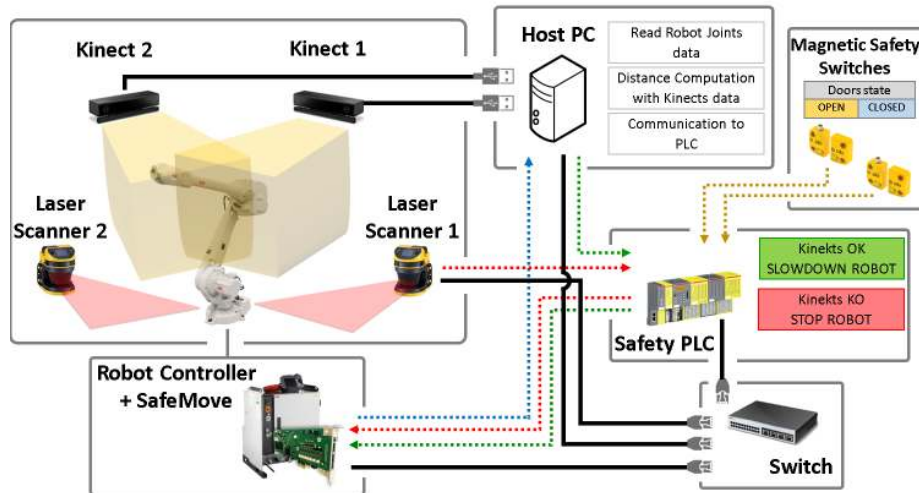 Kinect 2
Kinect 1
Host PC
Read Robot Joints
data
Distance Computation
with Kinects data
Communication to
PLC
Magnetic Safety
Switches
Doors state
OPEN
CLOSED
Laser
Scanner 2
Laser
Scanner 1
Kinekts OK
SLOWDOWN ROBOT
Kinekts KO
STOP ROBOT
Safety PLC
Robot Controller
+ SafeMove
Switch